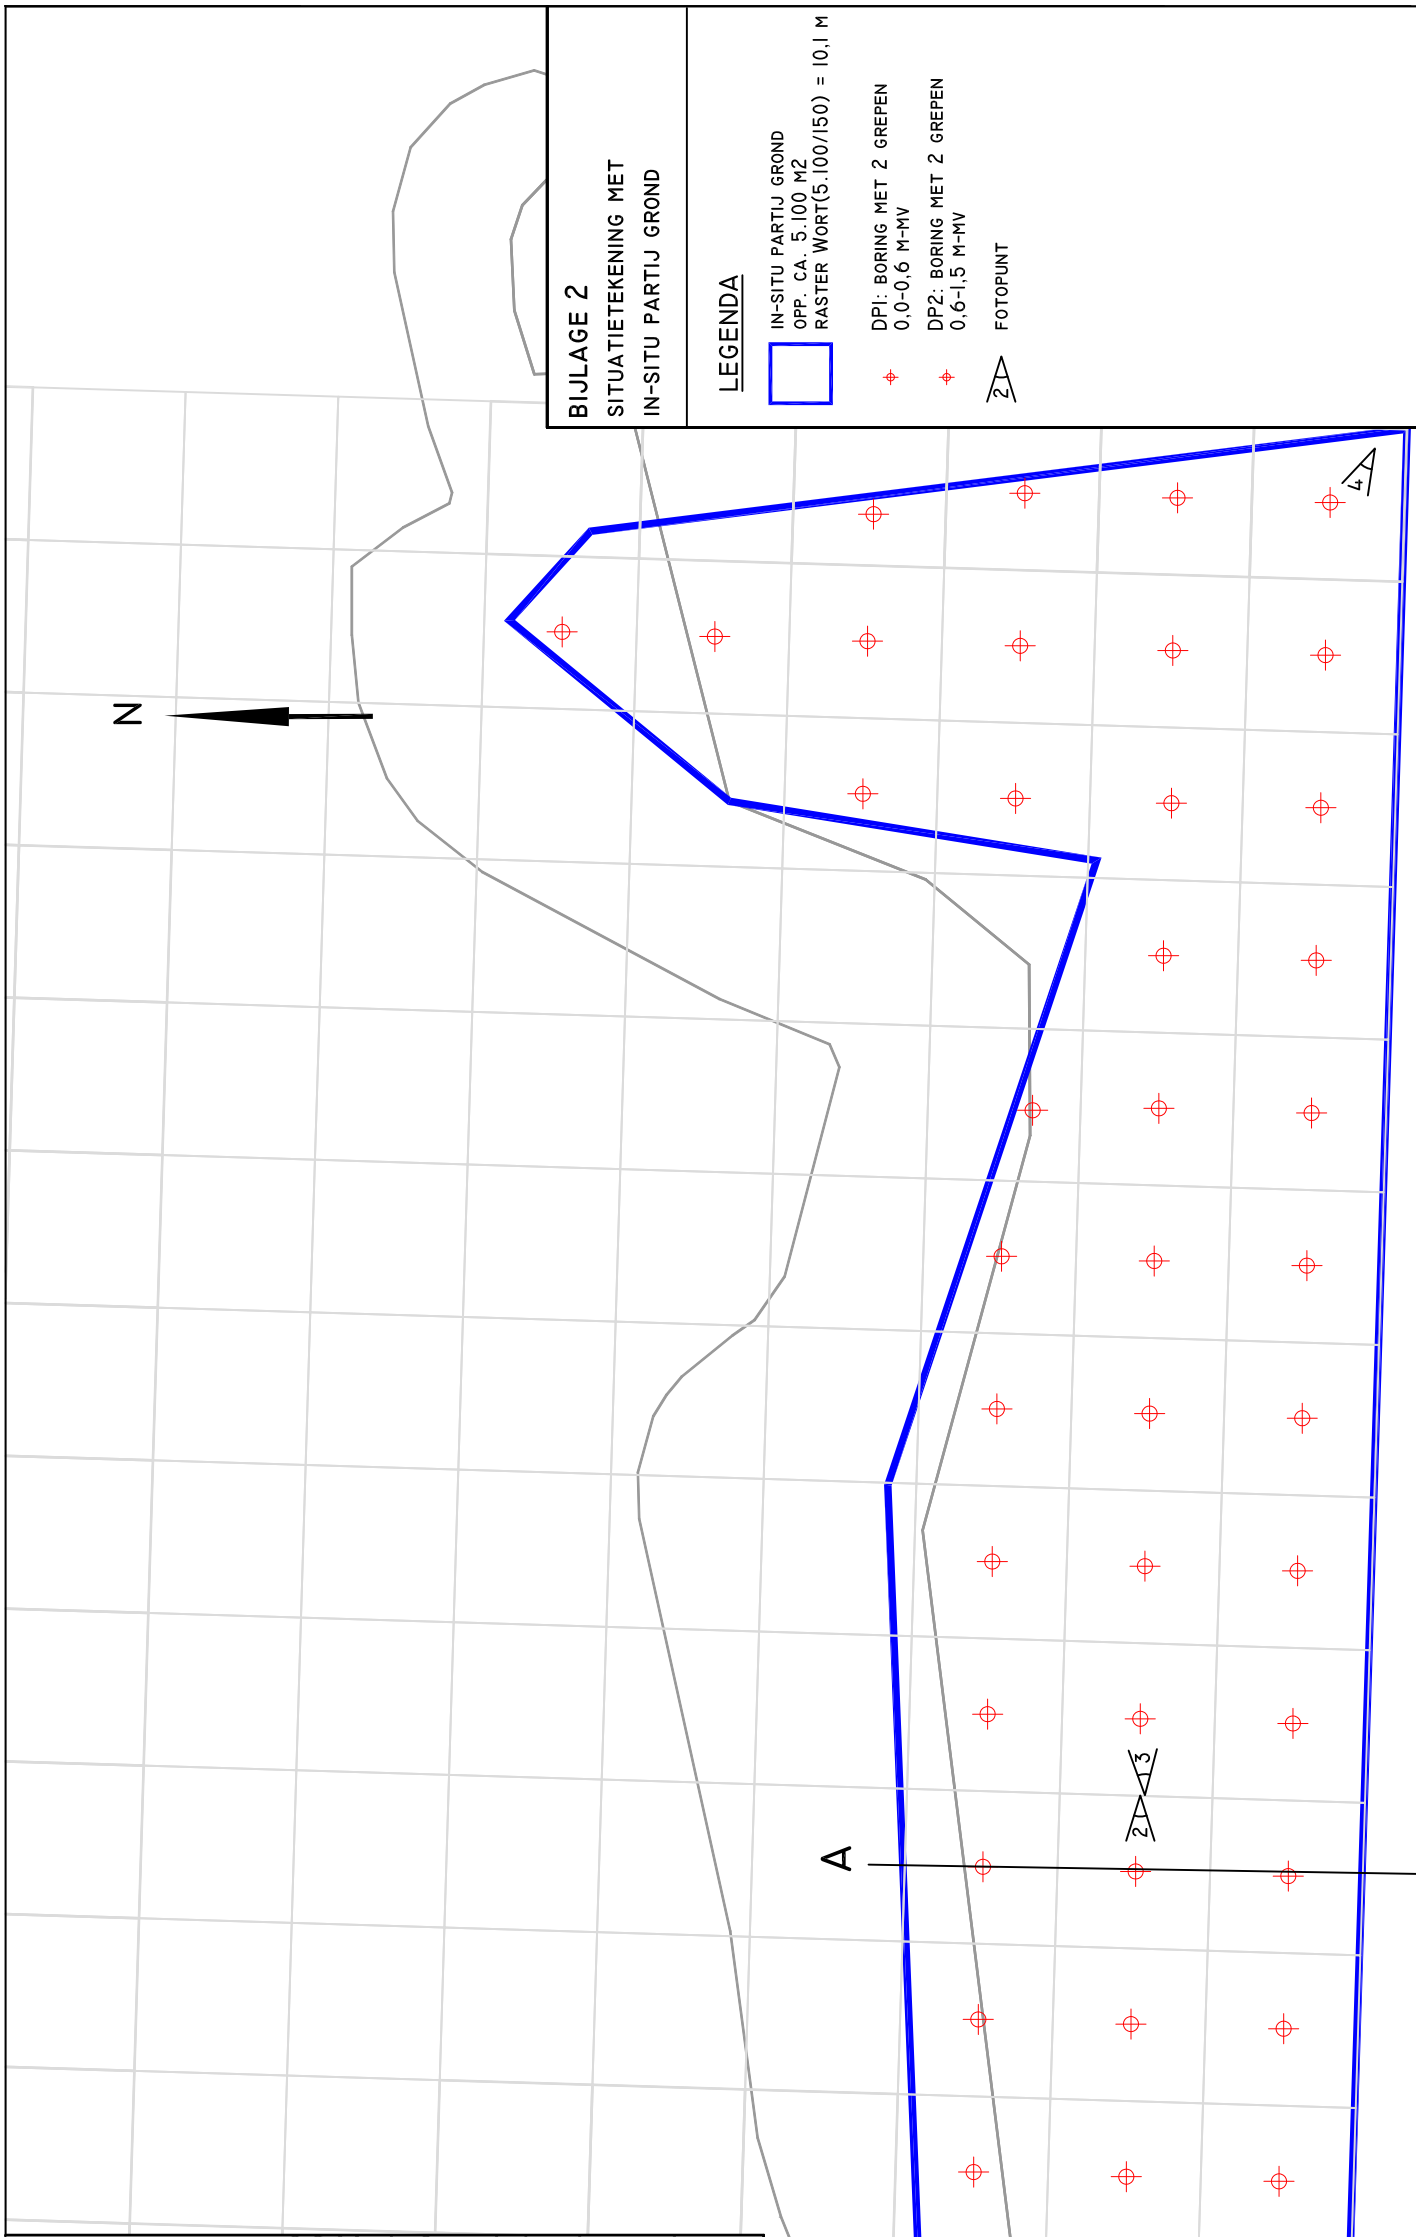 BIJLAGE 2
SITUATIETEKENING MET
IN-SITU PARTIJ GROND
LEGENDA
IN-SITU PARTIJ GROND
OPP. CA. 5.100 M2
RASTER WORT(5.100/150) = 10,1 M
DP1: BORING MET 2 GREPEN
0,0-0,6 M-MV
DP2: BORING MET 2 GREPEN
0,6-1,5 M-MV
2
FOTOPUNT
N
4
A
2
3